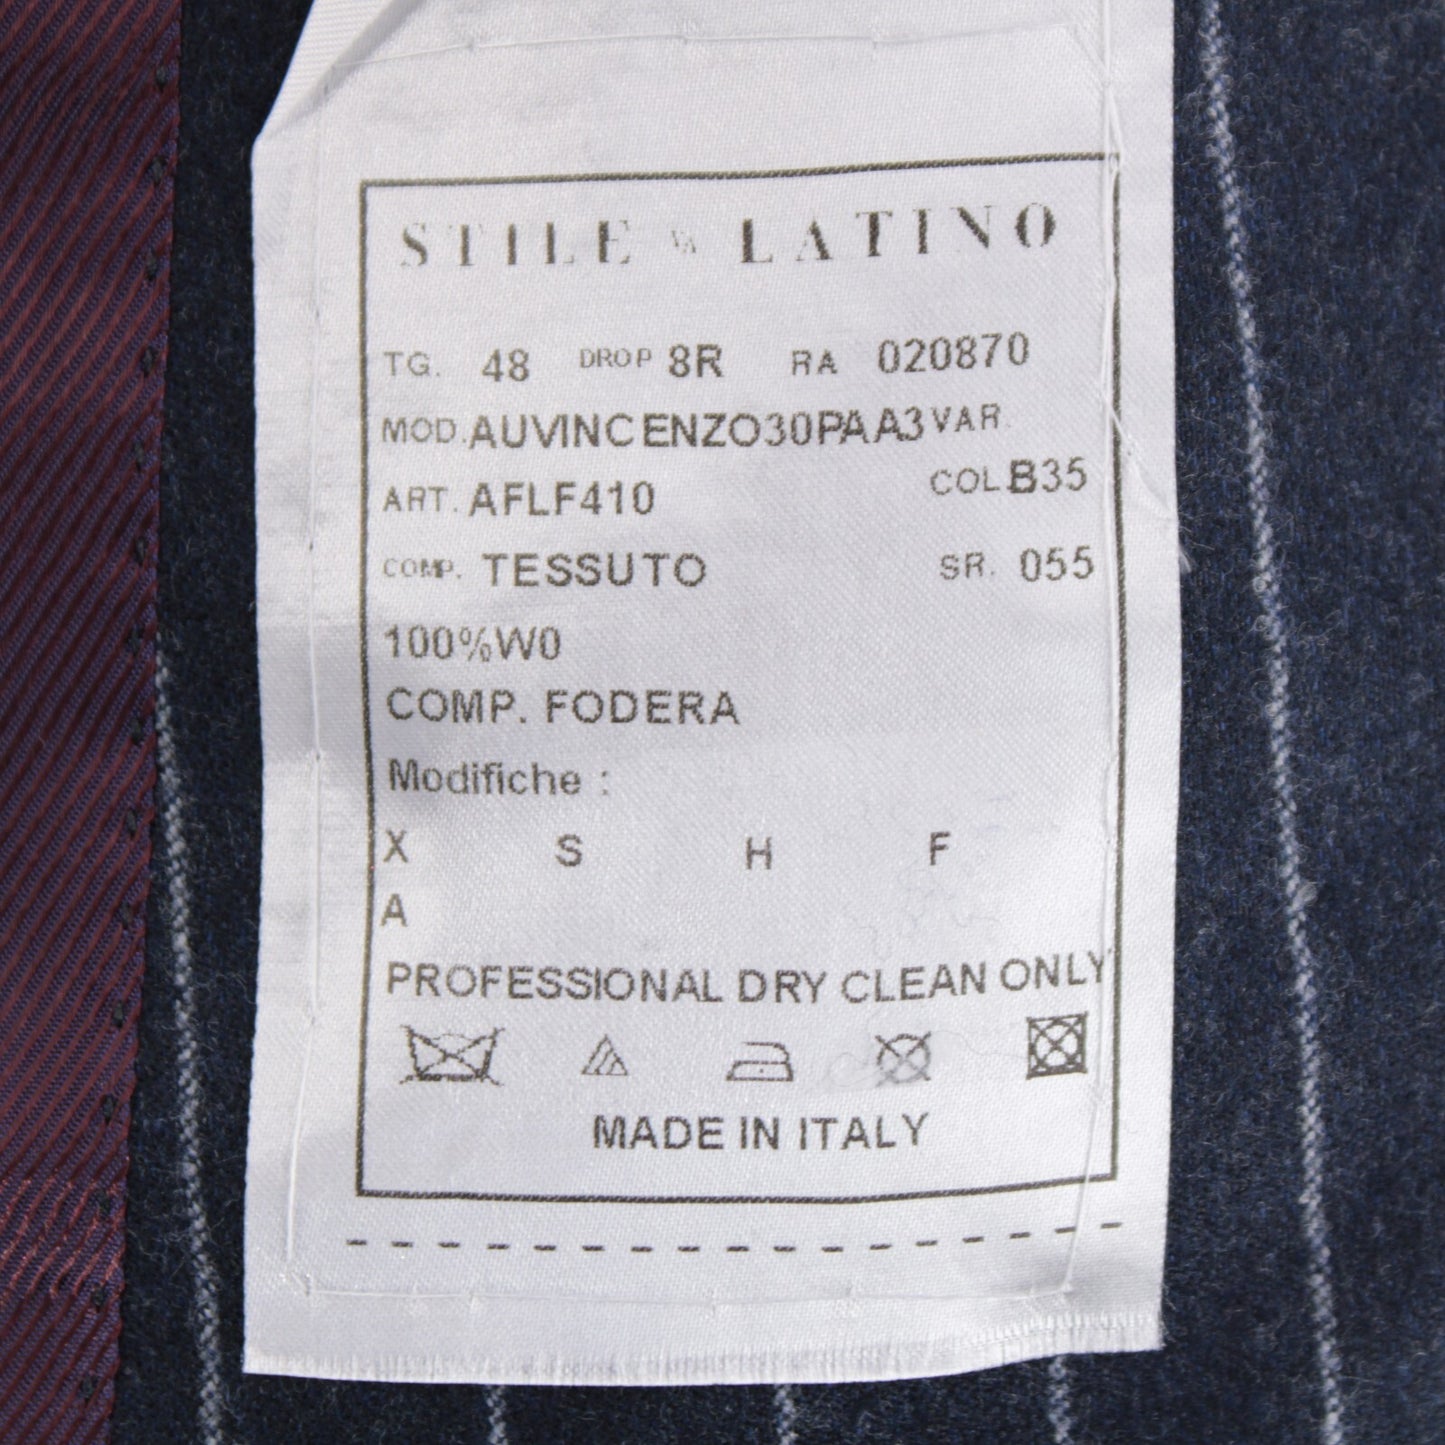 STILE LATINO
TG. 48 DROP 8R RA 020870
MOD. AUVINCENZO30PAA3 VAR.
ART. AFLF410 COL. B35
COMP. TESSUTO SR. 055
100%W0
COMP. FODERA
Modifiche :
X S H F
A
PROFESSIONAL DRY CLEAN ONLY
MADE IN ITALY